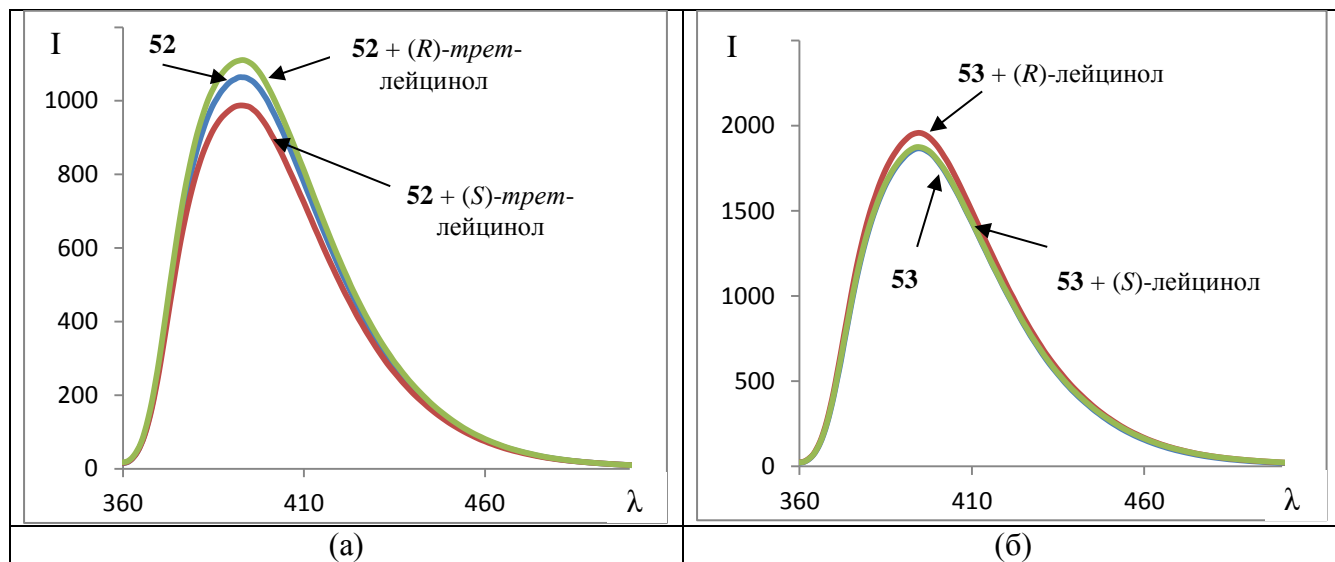 I
52
52 + (R)-трет-
лейцинол
52 + (S)-трет-
лейцинол
1000
800
600
400
200
0
360
410
460
λ
(а)
I
53 + (R)-лейцинол
53
53 + (S)-лейцинол
2000
1500
1000
500
0
360
410
460
λ
(б)